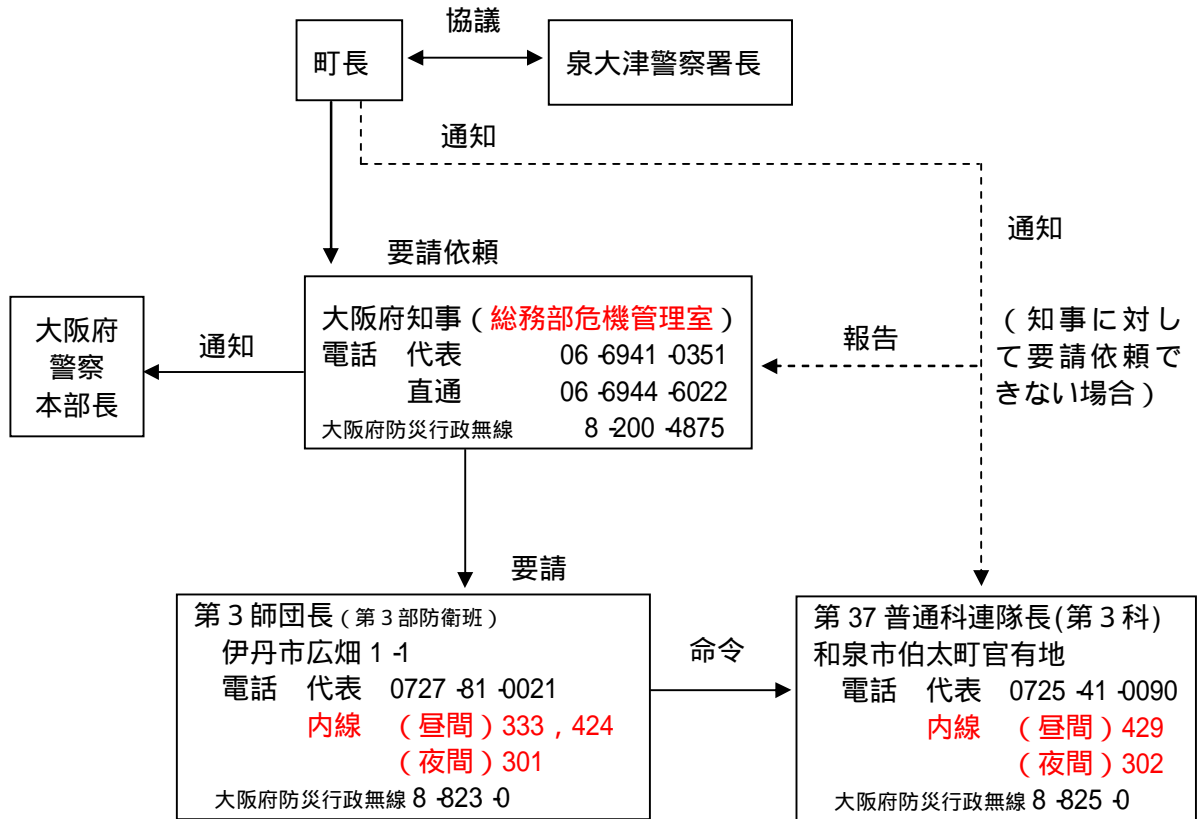 協議
町長
泉大津警察署長
通知
通知
要請依頼
大阪府知事（総務部危機管理室）
電話 代表 06-6941-0351
直通 06-6944-6022
大阪府防災行政無線 8-200-4875
大阪府
警察
本部長
通知
報告
（知事に対し
て要請依頼で
きない場合）
要請
第３師団長（第３部防衛班）
伊丹市広畑 1-1
電話 代表 0727-81-0021
内線 （昼間）333 , 424
（夜間）301
大阪府防災行政無線 8-823-0
命令
第 37 普通科連隊長(第３科)
和泉市伯太町官有地
電話 代表 0725-41-0090
内線 （昼間）429
（夜間）302
大阪府防災行政無線 8-825-0